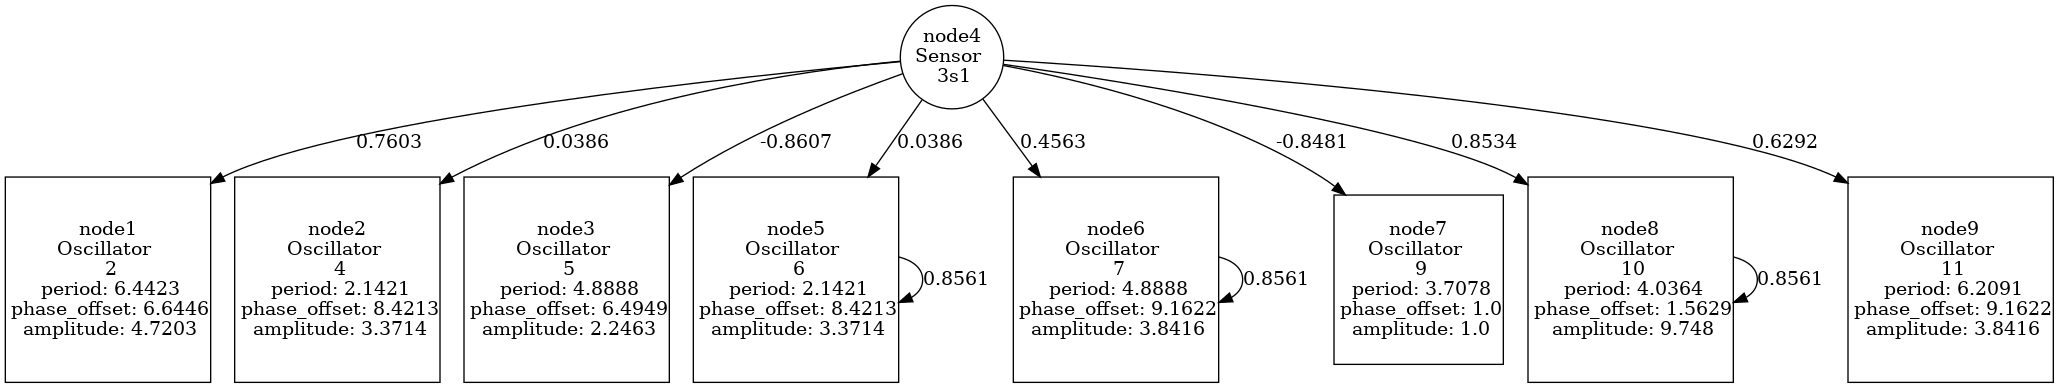 node4
Sensor
3s1
0.7603
0.0386
-0.8607
0.0386
0.4563
-0.8481
0.8534
0.6292
node1
Oscillator
2
period: 6.4423
phase_offset: 6.6446
amplitude: 4.7203
node2
Oscillator
4
period: 2.1421
phase_offset: 8.4213
amplitude: 3.3714
node3
Oscillator
5
period: 4.8888
phase_offset: 6.4949
amplitude: 2.2463
node5
Oscillator
6
period: 2.1421
phase_offset: 8.4213
amplitude: 3.3714
0.8561
node6
Oscillator
7
period: 4.8888
phase_offset: 9.1622
amplitude: 3.8416
0.8561
node7
Oscillator
9
period: 3.7078
phase_offset: 1.0
amplitude: 1.0
node8
Oscillator
10
period: 4.0364
phase_offset: 1.5629
amplitude: 9.748
0.8561
node9
Oscillator
11
period: 6.2091
phase_offset: 9.1622
amplitude: 3.8416